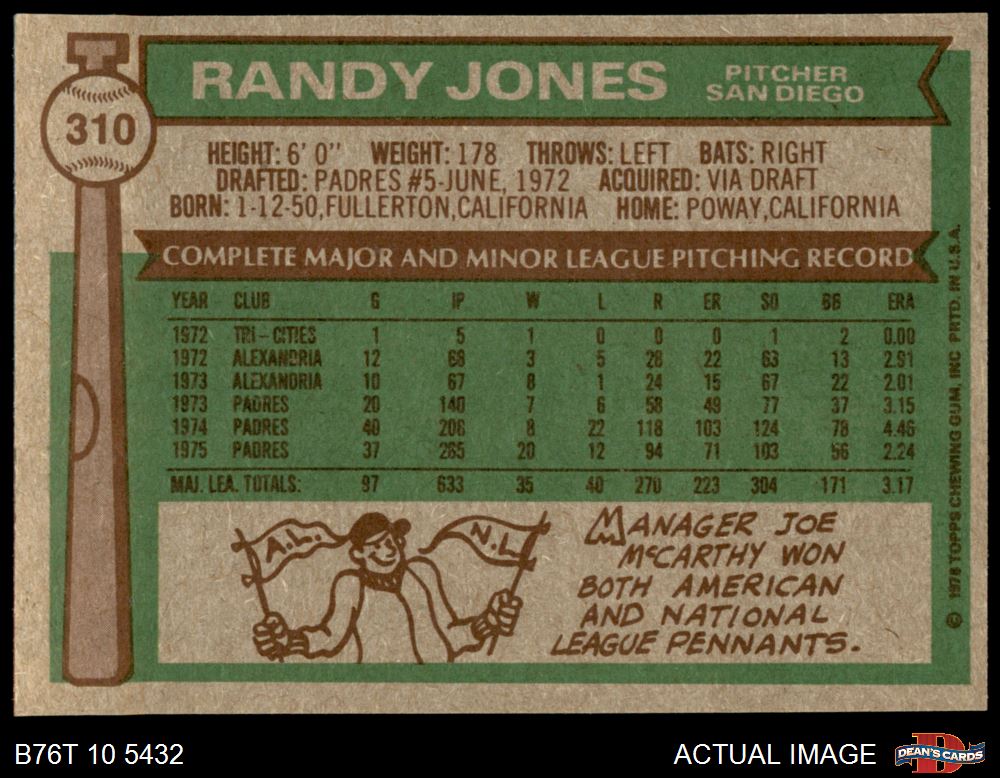 RANDY JONES
PITCHER
SAN DIEGO
310
HEIGHT: 6' 0" WEIGHT: 178 THROWS: LEFT BATS: RIGHT
DRAFTED: PADRES #5-JUNE, 1972 ACQUIRED: VIA DRAFT
BORN: 1-12-50, FULLERTON, CALIFORNIA HOME: POWAY, CALIFORNIA
COMPLETE MAJOR AND MINOR LEAGUE PITCHING RECORD
YEAR CLUB G IP W L R ER SO BB ERA
1972 TRI-CITIES 1 5 1 0 0 0 1 2 0.00
1972 ALEXANDRIA 12 68 3 5 28 22 63 13 2.91
1973 ALEXANDRIA 10 67 8 1 24 15 67 22 2.01
1973 PADRES 20 140 7 6 58 49 77 37 3.15
1974 PADRES 40 208 8 22 118 103 124 78 4.46
1975 PADRES 37 285 20 12 94 71 103 56 2.24
MAJ. LEA. TOTALS: 97 633 35 40 270 223 304 171 3.17
A.L. N.L.
MANAGER JOE
McCARTHY WON
BOTH AMERICAN
AND NATIONAL
LEAGUE PENNANTS.
© 1976 TOPPS CHEWING GUM, INC PRTD. IN U.S.A.
B76T 10 5432 ACTUAL IMAGE
DEAN'S CARDS